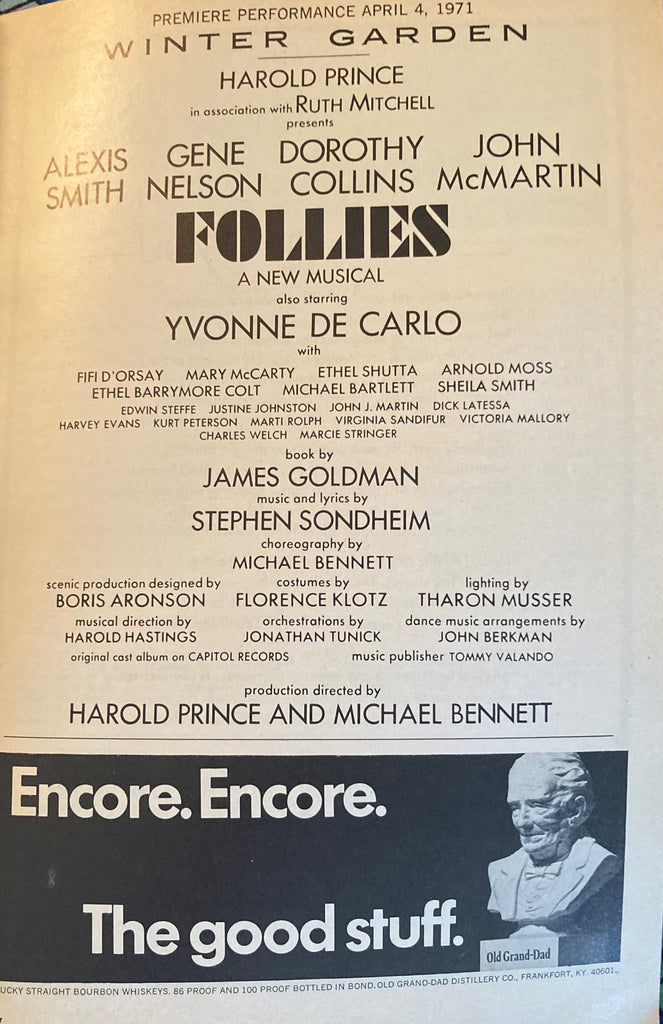 PREMIERE PERFORMANCE APRIL 4, 1971
WINTER GARDEN
HAROLD PRINCE
in association with RUTH MITCHELL
presents
ALEXIS SMITH GENE NELSON DOROTHY COLLINS JOHN McMARTIN
FOLLIES
A NEW MUSICAL
also starring
YVONNE DE CARLO
with
FIFI D'ORSAY MARY McCARTY ETHEL SHUTTA ARNOLD MOSS
ETHEL BARRYMORE COLT MICHAEL BARTLETT SHEILA SMITH
EDWIN STEFFE JUSTINE JOHNSTON JOHN J. MARTIN DICK LATESSA
HARVEY EVANS KURT PETERSON MARTI ROLPH VIRGINIA SANDIFUR VICTORIA MALLORY
CHARLES WELCH MARCIE STRINGER
book by
JAMES GOLDMAN
music and lyrics by
STEPHEN SONDHEIM
choreography by
MICHAEL BENNETT
scenic production designed by costumes by lighting by
BORIS ARONSON FLORENCE KLOTZ THARON MUSSER
musical direction by orchestrations by dance music arrangements by
HAROLD HASTINGS JONATHAN TUNICK JOHN BERKMAN
original cast album on CAPITOL RECORDS music publisher TOMMY VALANDO
production directed by
HAROLD PRINCE AND MICHAEL BENNETT
Encore. Encore.
The good stuff.
Old Grand-Dad
UCKY STRAIGHT BOURBON WHISKEYS. 86 PROOF AND 100 PROOF BOTTLED IN BOND. OLD GRAND-DAD DISTILLERY CO., FRANKFORT, KY. 40601.